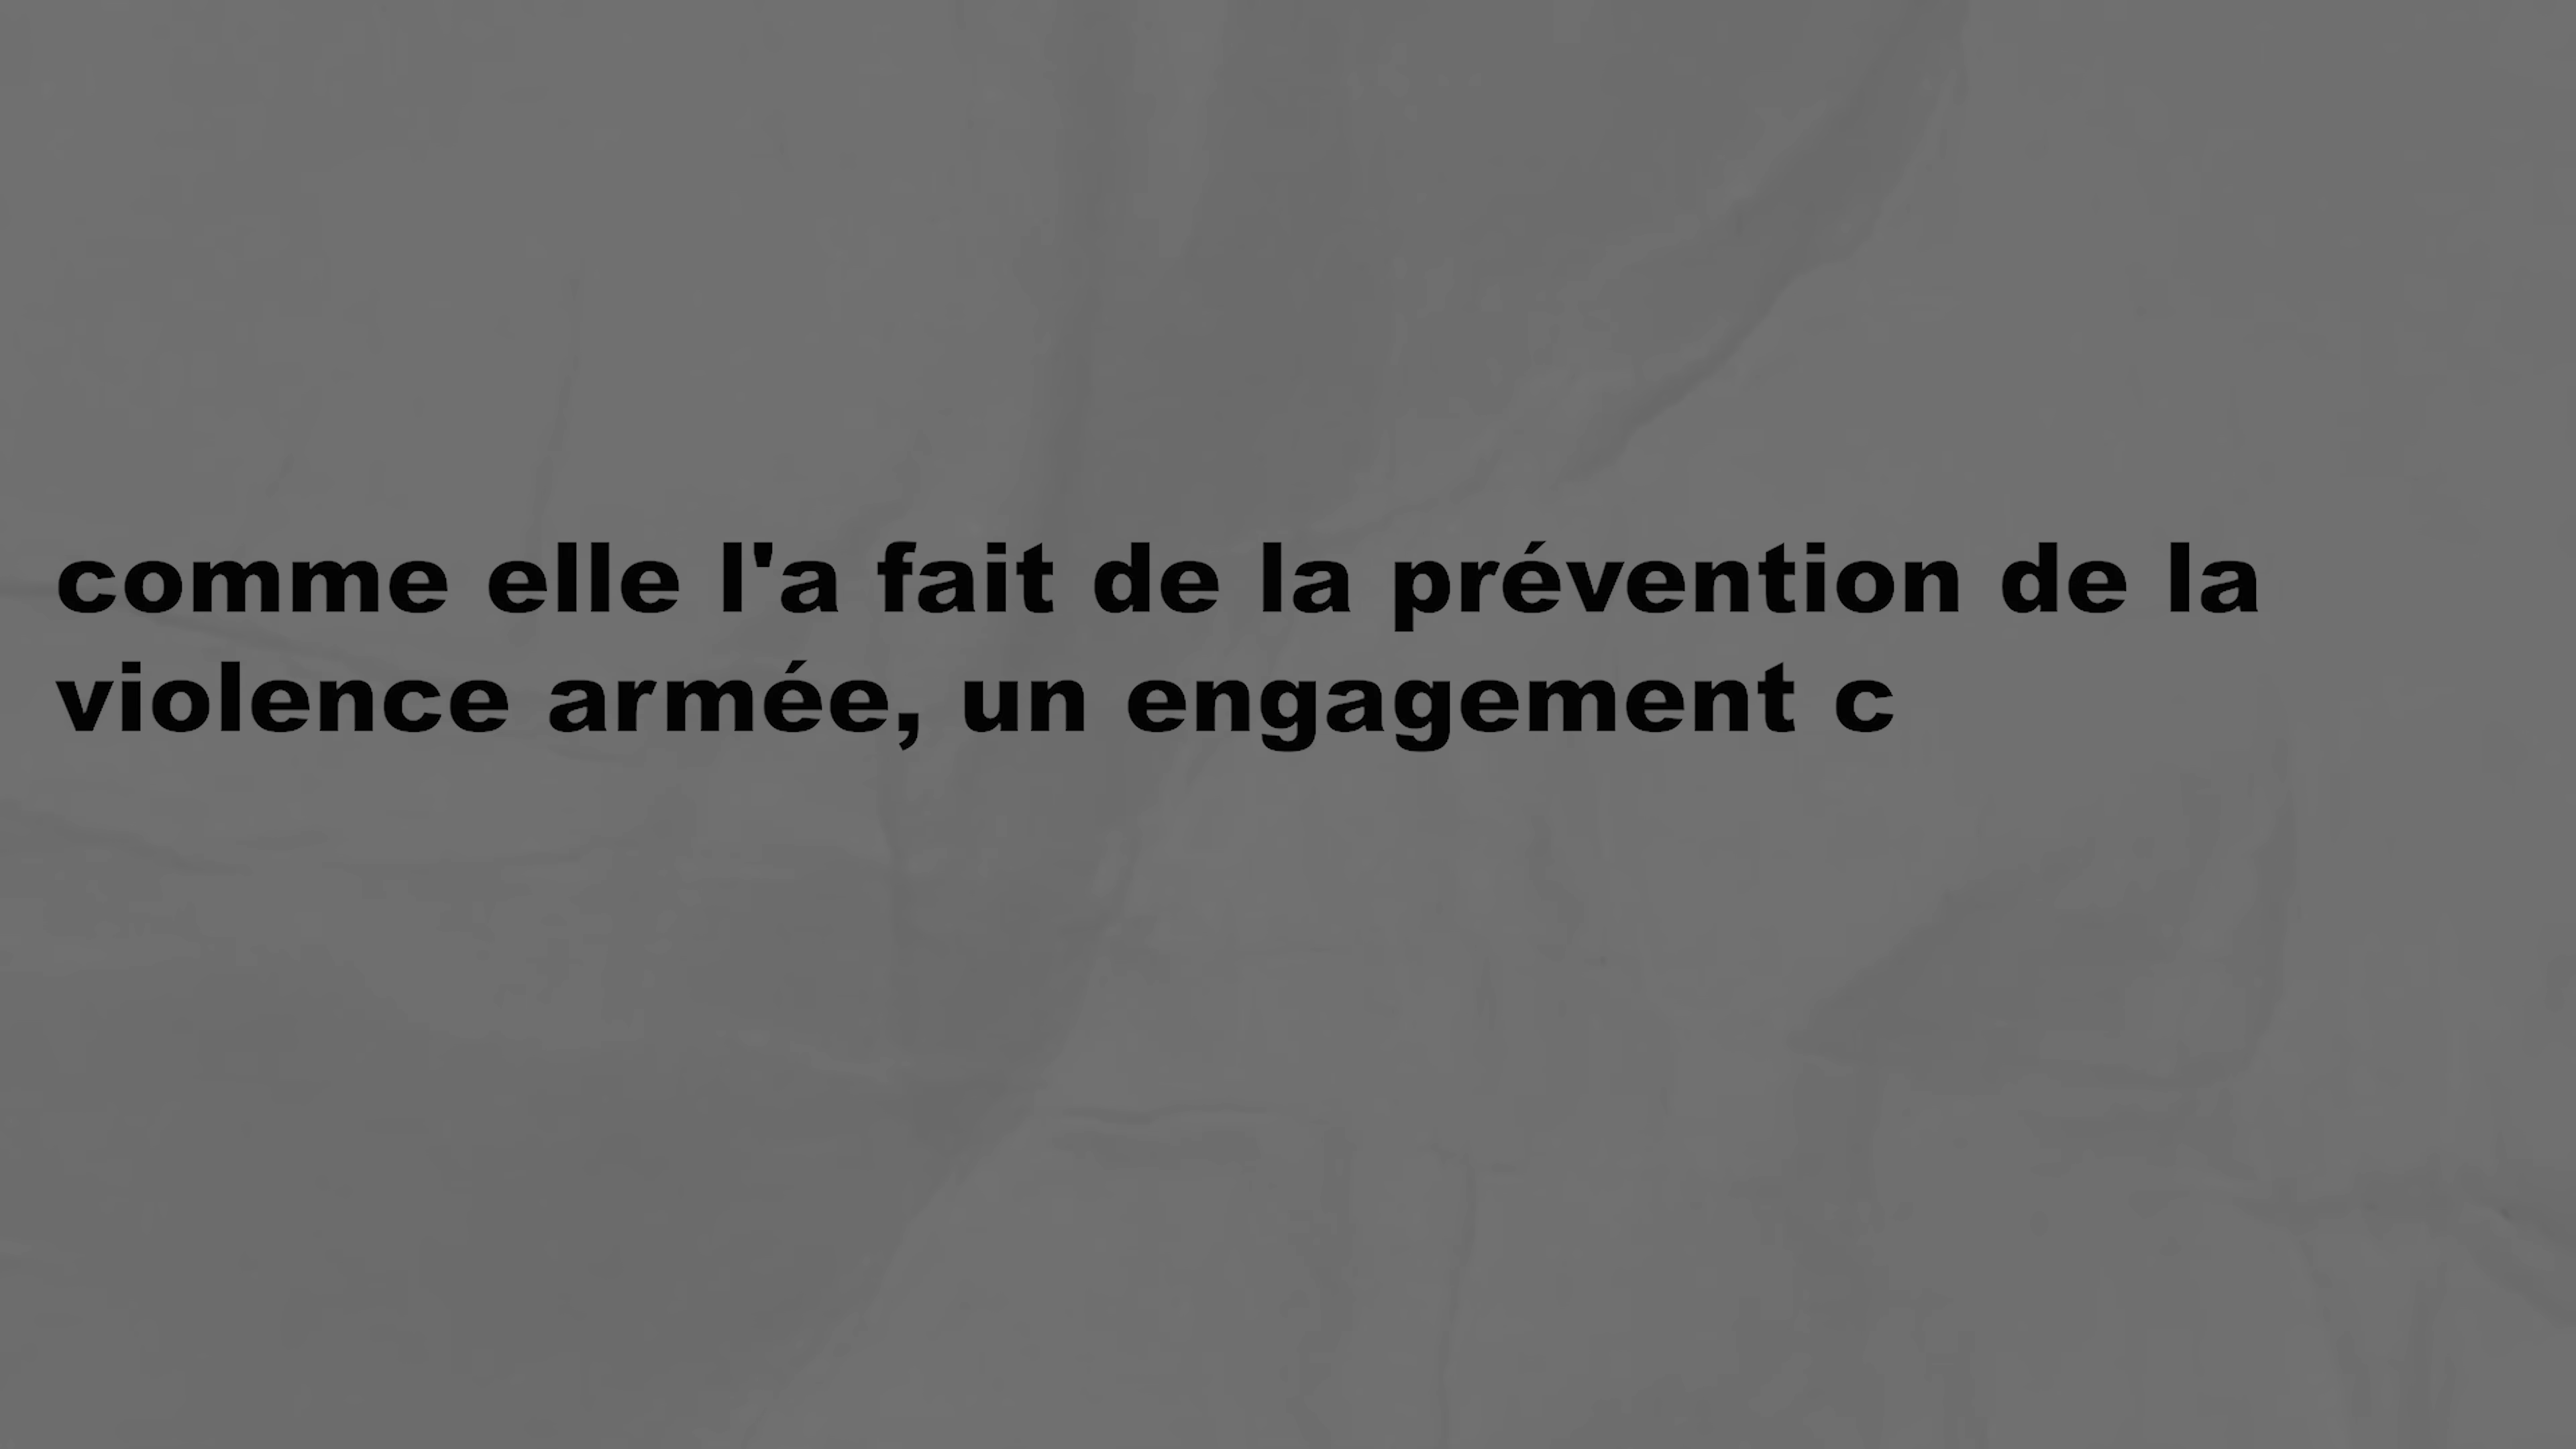 comme elle l'a fait de la prévention de la
violence armée, un engagement c